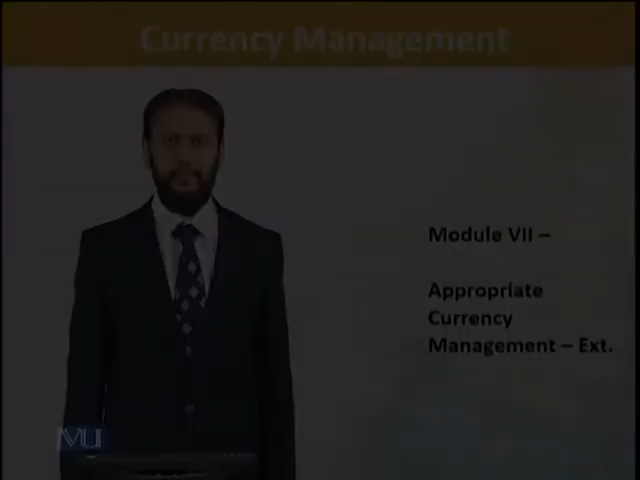 Currency Management
Module VII –
Appropriate
Currency
Management – Ext.
VU